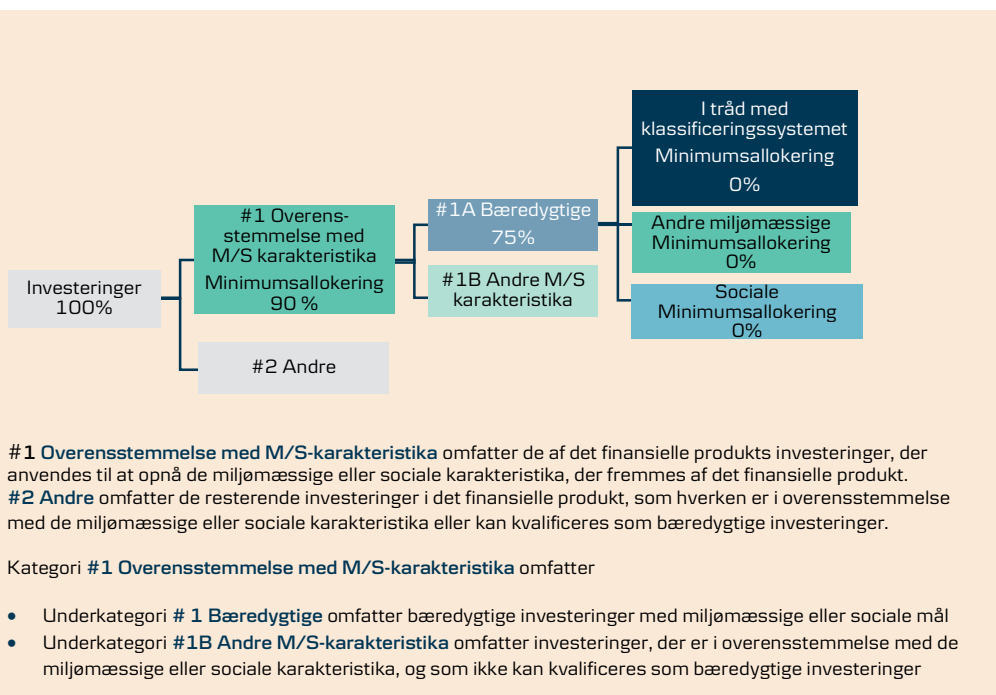 Investeringer
100%
#1 Overens-
stemmelse med
M/S karakteristika
Minimumsallokering
90 %
#2 Andre
#1A Bæredygtige
75%
#1B Andre M/S
karakteristika
I tråd med
klassificeringssystemet
Minimumsallokering
0%
Andre miljømæssige
Minimumsallokering
0%
Sociale
Minimumsallokering
0%
#1 Overensstemmelse med M/S-karakteristika omfatter de af det finansielle produkts investeringer, der
anvendes til at opnå de miljømæssige eller sociale karakteristika, der fremmes af det finansielle produkt.
#2 Andre omfatter de resterende investeringer i det finansielle produkt, som hverken er i overensstemmelse
med de miljømæssige eller sociale karakteristika eller kan kvalificeres som bæredygtige investeringer.
Kategori #1 Overensstemmelse med M/S-karakteristika omfatter
• Underkategori # 1 Bæredygtige omfatter bæredygtige investeringer med miljømæssige eller sociale mål
• Underkategori #1B Andre M/S-karakteristika omfatter investeringer, der er i overensstemmelse med de
miljømæssige eller sociale karakteristika, og som ikke kan kvalificeres som bæredygtige investeringer